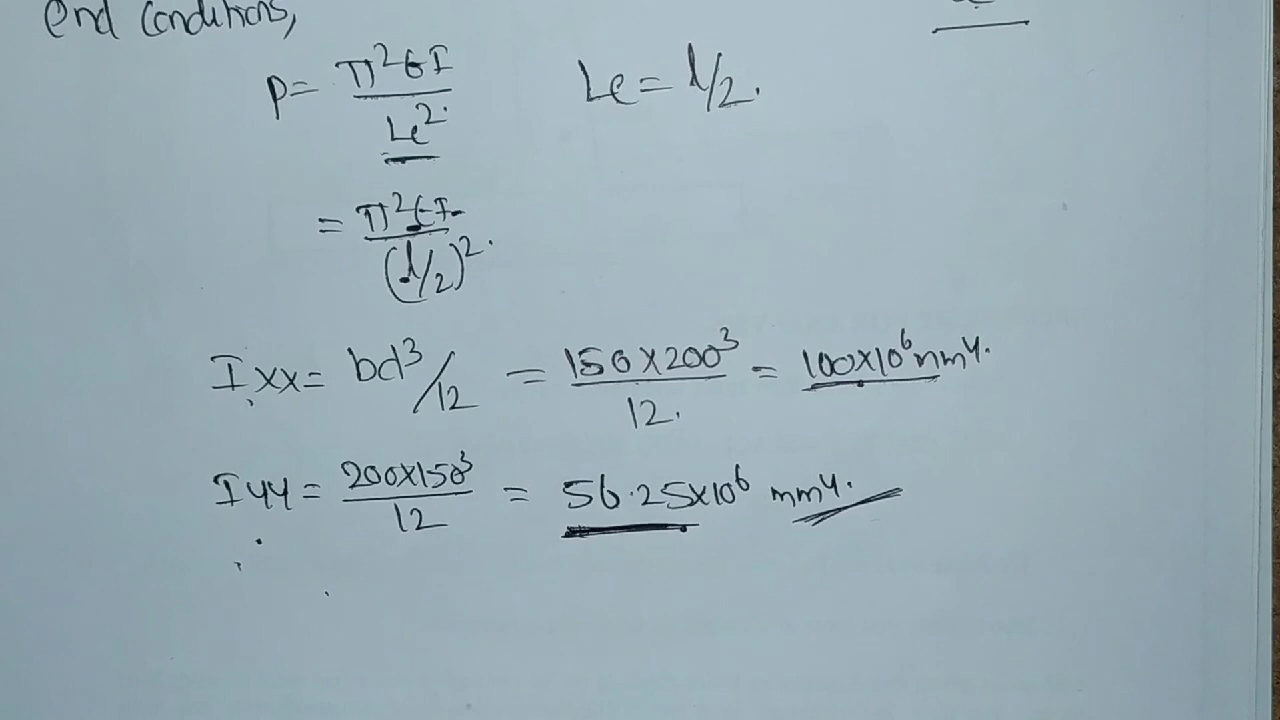 end conditions,
P = π²EI / Le² Le = l/2.
= π²EI / (l/2)².
Ixx = bd³/12 = 150×200³ / 12. = 100×10⁶ mm4.
Iyy = 200×150³ / 12 = 56.25×10⁶ mm4.